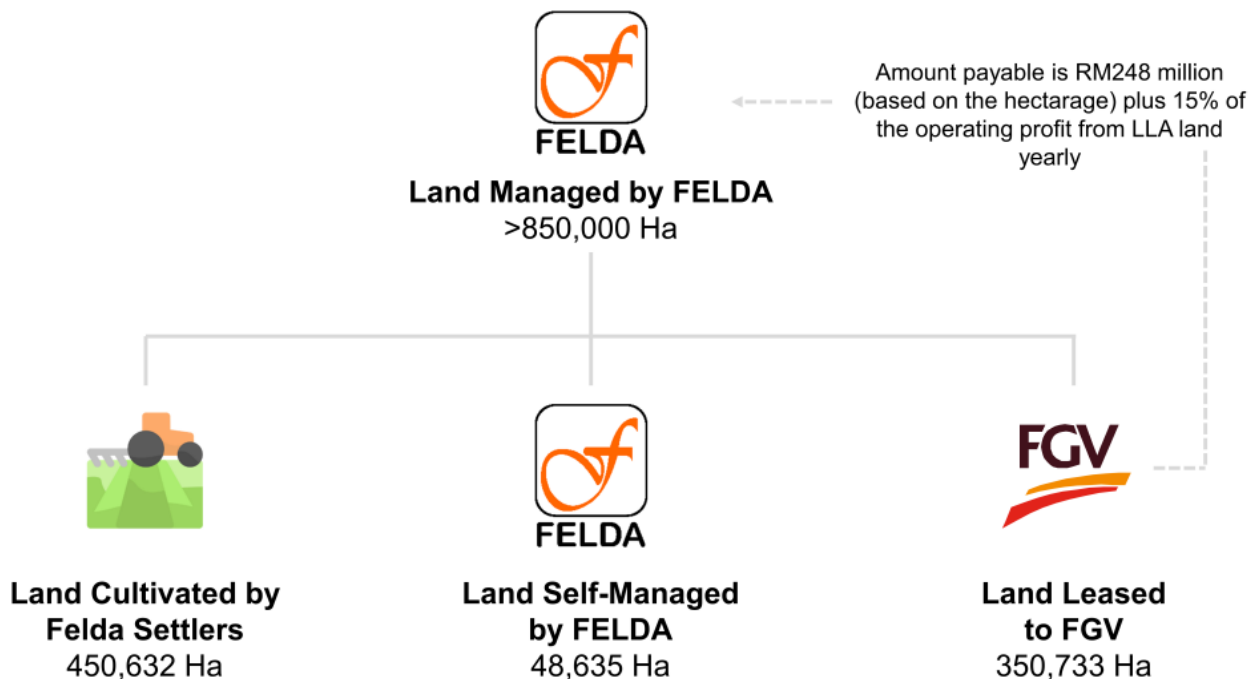 FELDA
Land Managed by FELDA
>850,000 Ha
Amount payable is RM248 million
(based on the hectarage) plus 15% of
the operating profit from LLA land
yearly
Land Cultivated by
Felda Settlers
450,632 Ha
FELDA
Land Self-Managed
by FELDA
48,635 Ha
FGV
Land Leased
to FGV
350,733 Ha